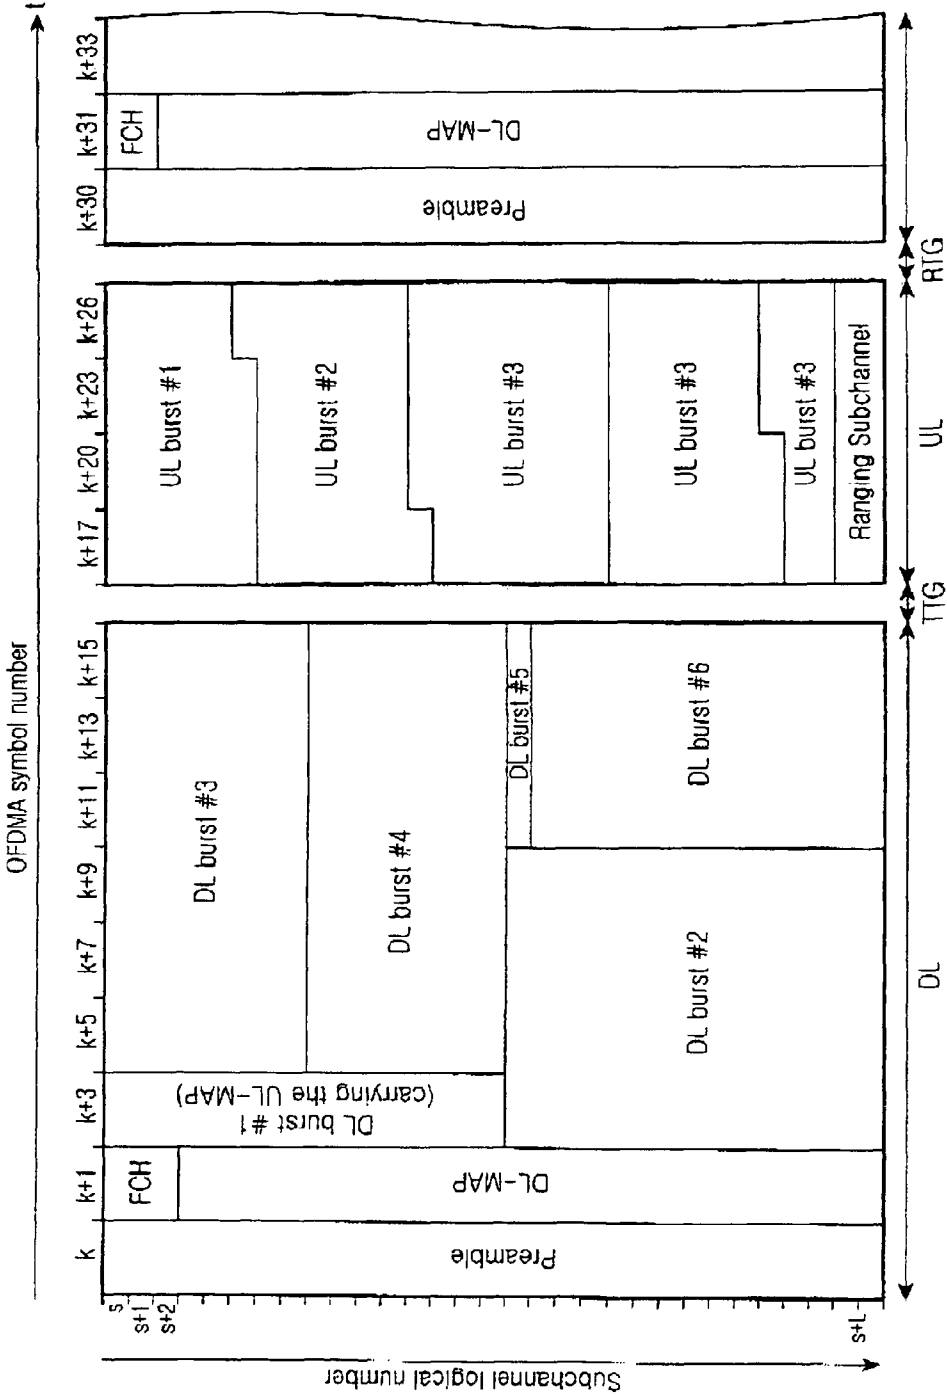 OFDMA symbol number
t
k
k+1
k+3
k+5
k+7
k+9
k+11
k+13
k+15
k+17
k+20
k+23
k+26
k+30
k+31
k+33
Subchannel logical number
s
s+1
s+2
s+L
Preamble
FCH
DL-MAP
DL burst #1
(carrying the UL-MAP)
DL burst #3
DL burst #4
DL burst #2
DL burst #5
DL burst #6
UL burst #1
UL burst #2
UL burst #3
UL burst #3
UL burst #3
Ranging Subchannel
Preamble
FCH
DL-MAP
DL
TTG
UL
RTG